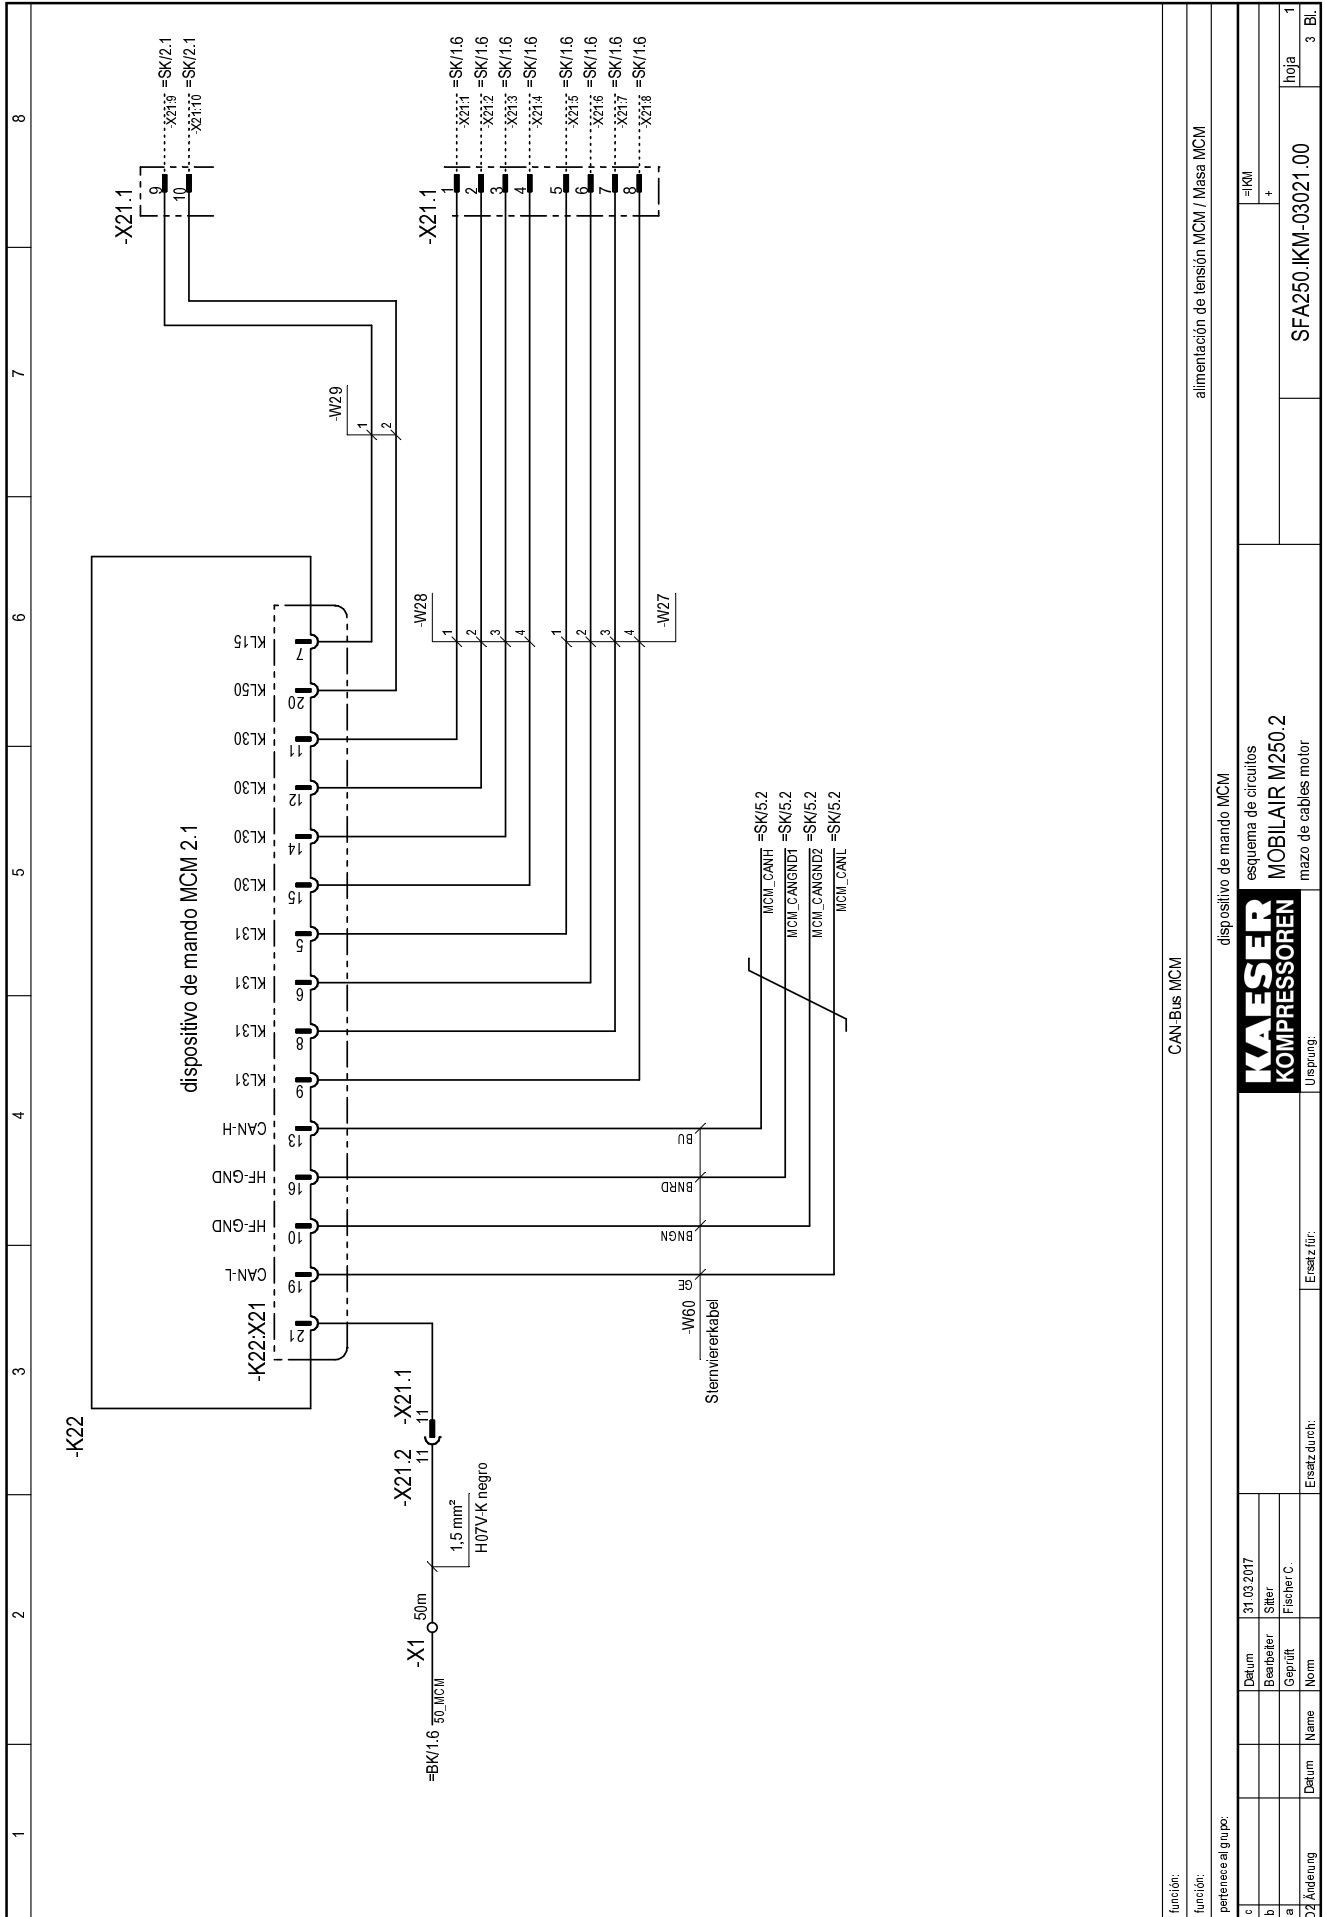 1
2
3
4
5
6
7
8
-K22
dispositivo de mando MCM 2.1
-K22:X21
21
CAN-L
19
HF-GND
10
HF-GND
16
CAN-H
13
KL31
9
KL31
8
KL31
6
KL31
5
KL30
15
KL30
14
KL30
12
KL30
11
KL50
20
KL15
7
=BK/1.6
50_MCM
-X1
50m
1,5 mm²
H07V-K negro
-X21.2
11
-X21.1
11
-W60
Sternviererkabel
GE
BNGN
BNRD
BU
MCM_CANH
=SK/5.2
MCM_CANGND1
=SK/5.2
MCM_CANGND2
=SK/5.2
MCM_CANL
=SK/5.2
-W28
1
2
3
4
-W27
1
2
3
4
-W29
1
2
-X21.1
9
-X21:9
=SK/2.1
10
-X21:10
=SK/2.1
-X21.1
1
-X21:1
=SK/1.6
2
-X21:2
=SK/1.6
3
-X21:3
=SK/1.6
4
-X21:4
=SK/1.6
5
-X21:5
=SK/1.6
6
-X21:6
=SK/1.6
7
-X21:7
=SK/1.6
8
-X21:8
=SK/1.6
función:
CAN-Bus MCM
función:
alimentación de tensión MCM / Masa MCM
pertenece al grupo:
dispositivo de mando MCM
c
b
a
Änderung
Datum
Name
Datum
31.03.2017
Bearbeiter
Sitter
Geprüft
Fischer C.
Norm
Ersatz durch:
Ersatz für:
Ursprung:
KAESER
KOMPRESSOREN
esquema de circuitos
MOBILAIR M250.2
mazo de cables motor
=IKM
+
SFA250.IKM-03021.00
hoja
1
3
Bl.